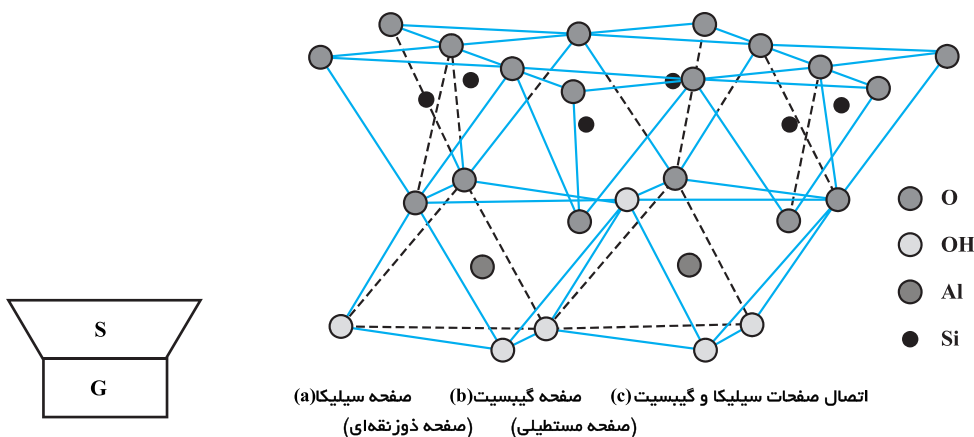 S
G
O
OH
Al
Si
(a)صفحه سیلیکا (b)صفحه گیبسیت (c)اتصال صفحات سیلیکا و گیبسیت
(صفحه ذوزنقه‌ای) (صفحه مستطیلی)